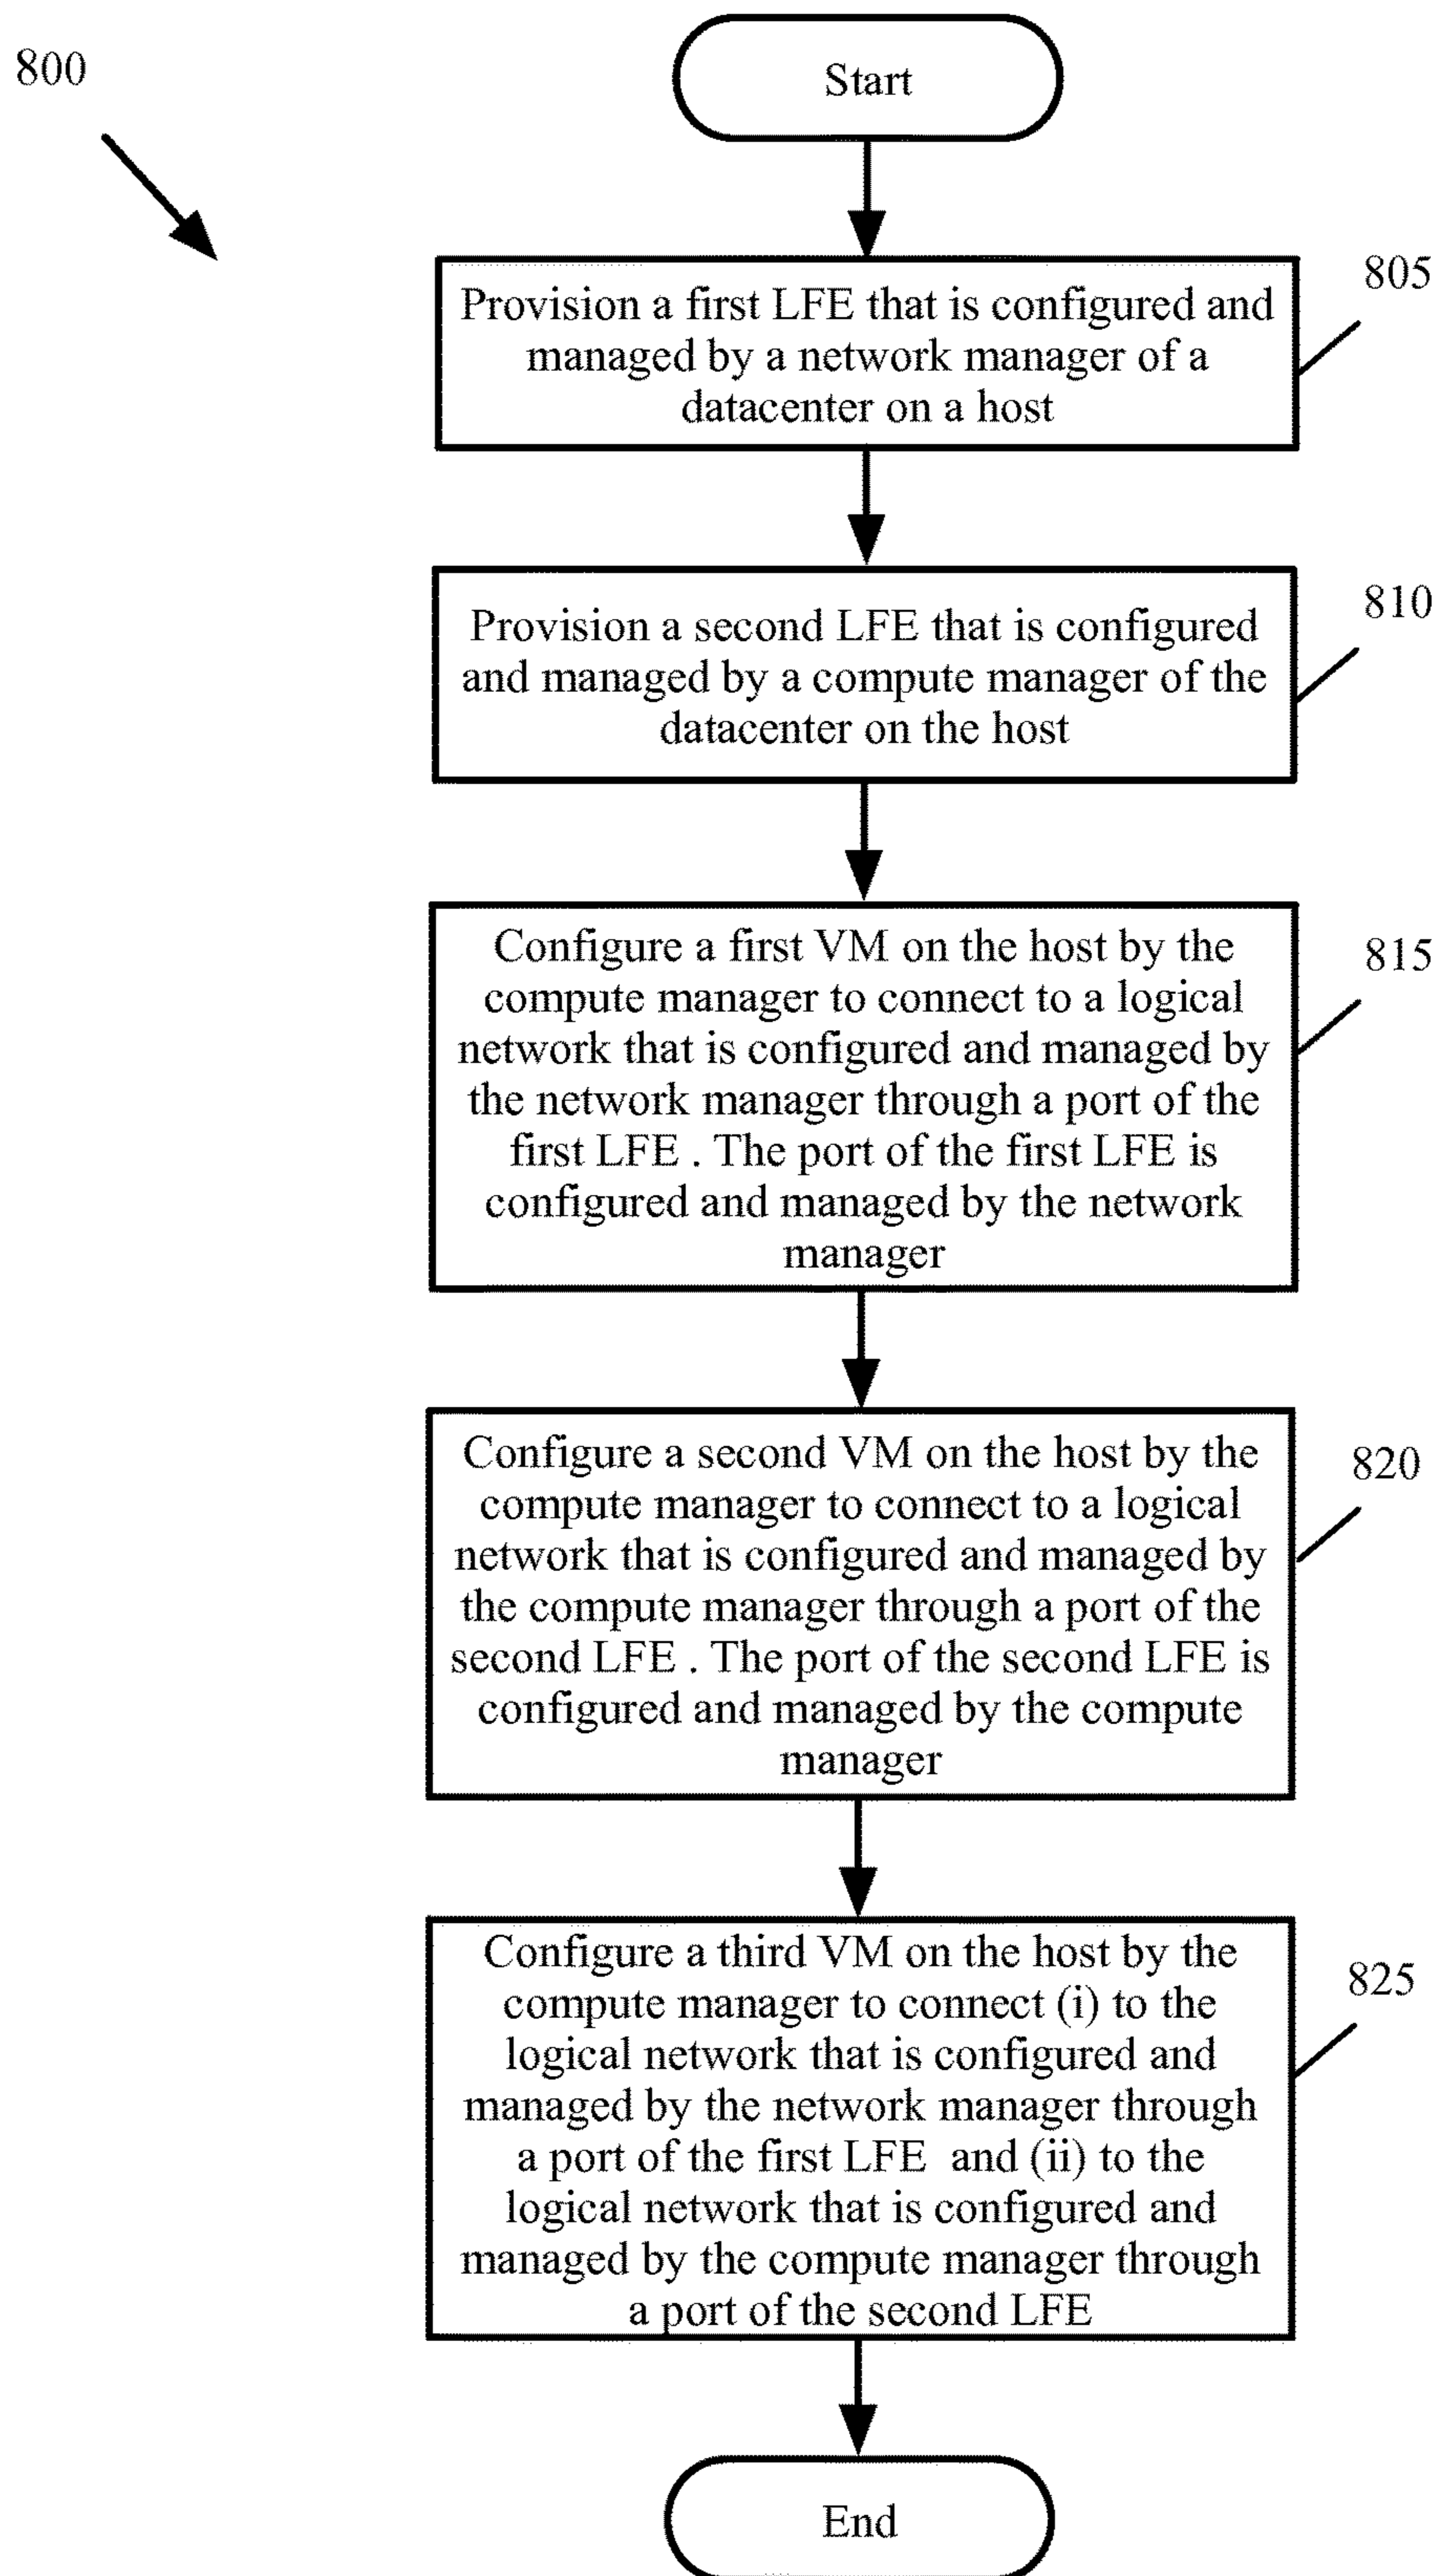 800
Start
805
Provision a first LFE that is configured and
managed by a network manager of a
datacenter on a host
810
Provision a second LFE that is configured
and managed by a compute manager of the
datacenter on the host
815
Configure a first VM on the host by the
compute manager to connect to a logical
network that is configured and managed by
the network manager through a port of the
first LFE . The port of the first LFE is
configured and managed by the network
manager
820
Configure a second VM on the host by the
compute manager to connect to a logical
network that is configured and managed by
the compute manager through a port of the
second LFE . The port of the second LFE is
configured and managed by the compute
manager
825
Configure a third VM on the host by the
compute manager to connect (i) to the
logical network that is configured and
managed by the network manager through
a port of the first LFE  and (ii) to the
logical network that is configured and
managed by the compute manager through
a port of the second LFE
End